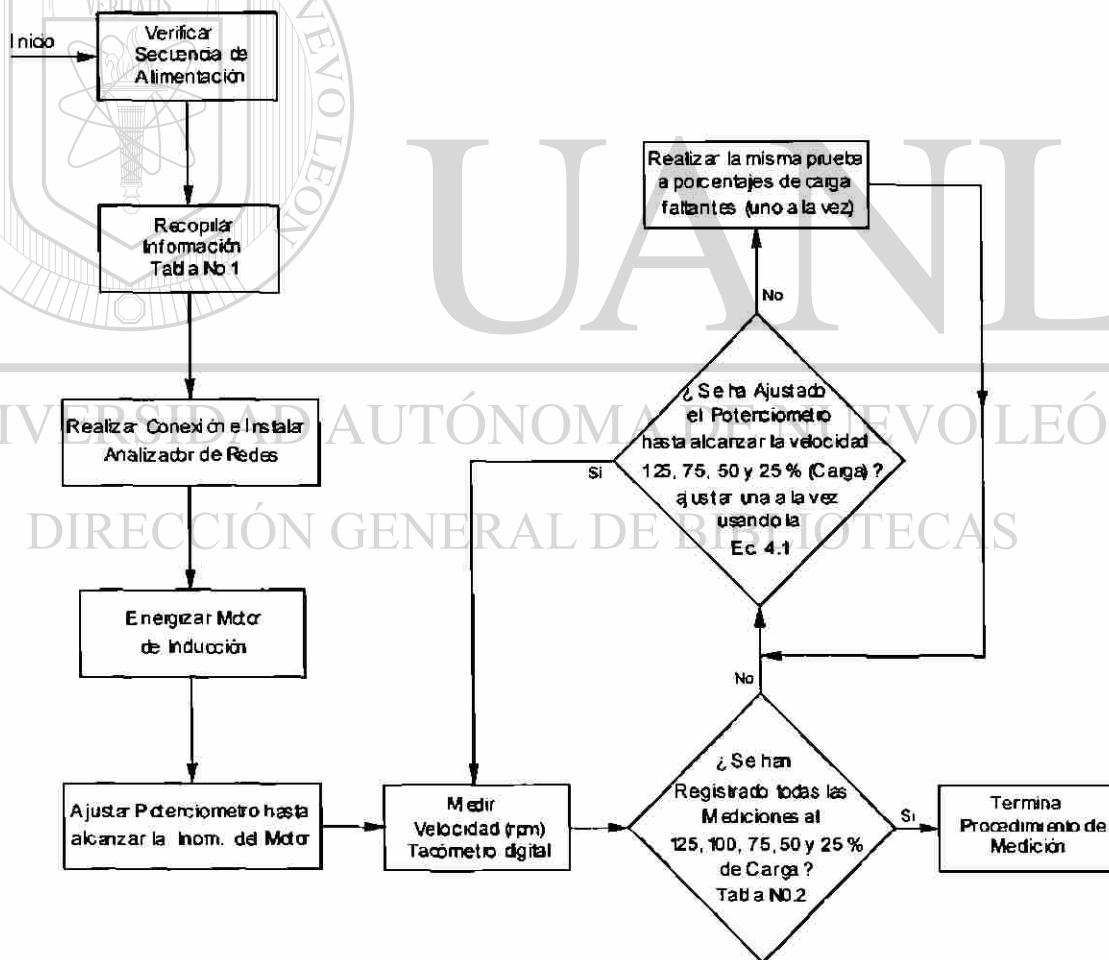 VERITATIS
Inicio
Verificar
Secuencia de
Alimentación
Recopilar
Información
Tabla No 1
Realizar Conexión e Instalar
Analizador de Redes
Energizar Motor
de Inducción
Ajustar Potenciometro hasta
alcanzar la Inom. del Motor
Medir
Velocidad (rpm)
Tacómetro digital
¿ Se han
Registrado todas las
Mediciones al
125, 100, 75, 50 y 25 %
de Carga ?
Tabla N0.2
Si
Termina
Procedimiento de
Medición
No
¿ Se ha Ajustado
el Potenciometro
hasta alcanzar la velocidad
125, 75, 50 y 25 % (Carga) ?
ajustar una a la vez
usando la
Ec. 4.1
Si
No
Realizar la misma prueba
a porcentajes de carga
faltantes (uno a la vez)
UANL
IVERSIDAD AUTÓNOMA DE NUEVO LEÓ
DIRECCIÓN GENERAL DE BIBLIOTECAS
EVO LEÓN